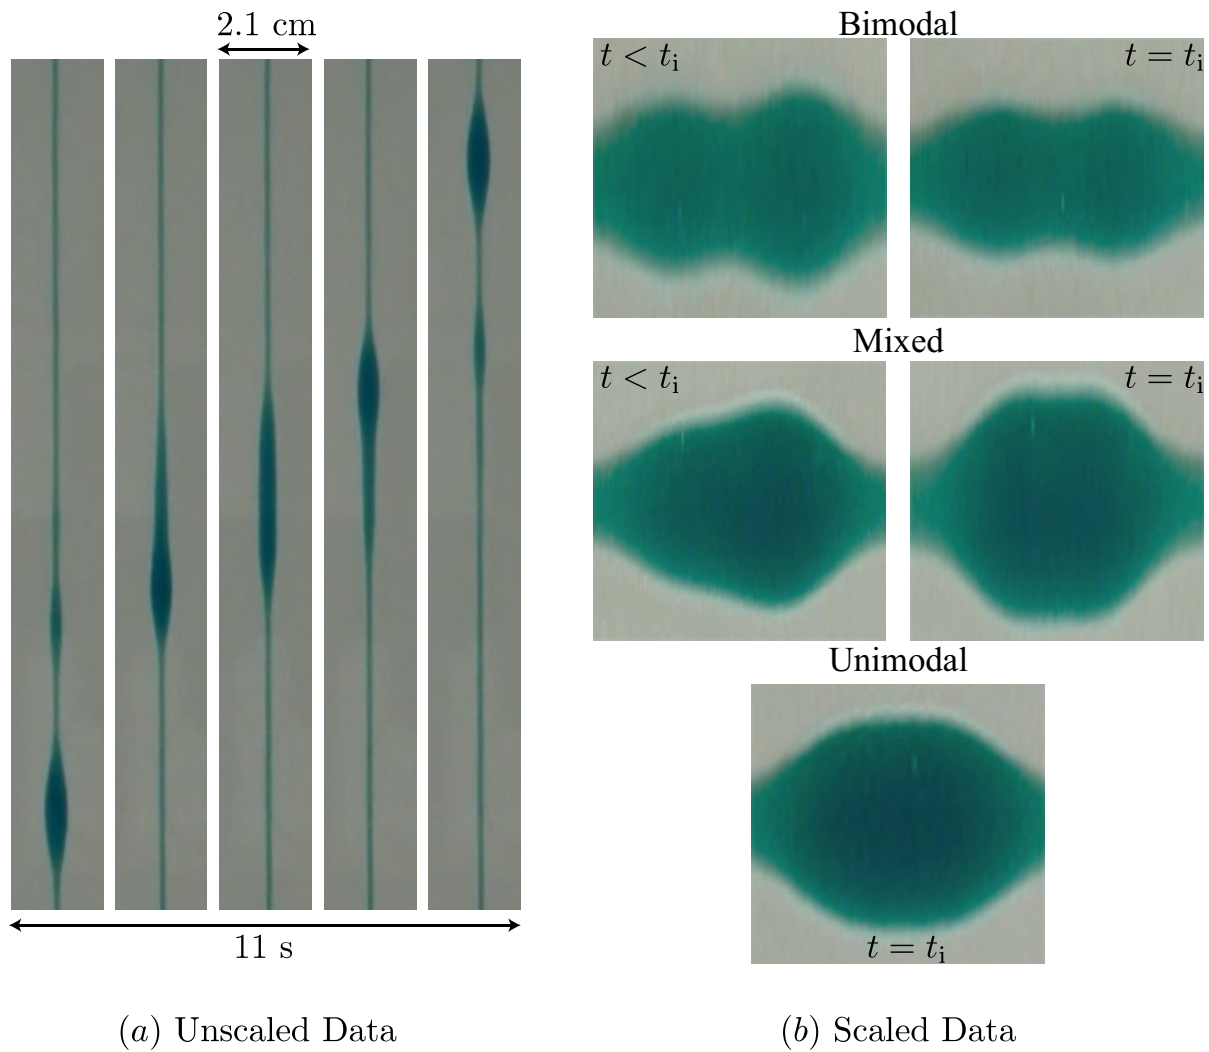 2.1 cm
11 s
(a) Unscaled Data
Bimodal
t < tᵢ
t = tᵢ
Mixed
t < tᵢ
t = tᵢ
Unimodal
t = tᵢ
(b) Scaled Data